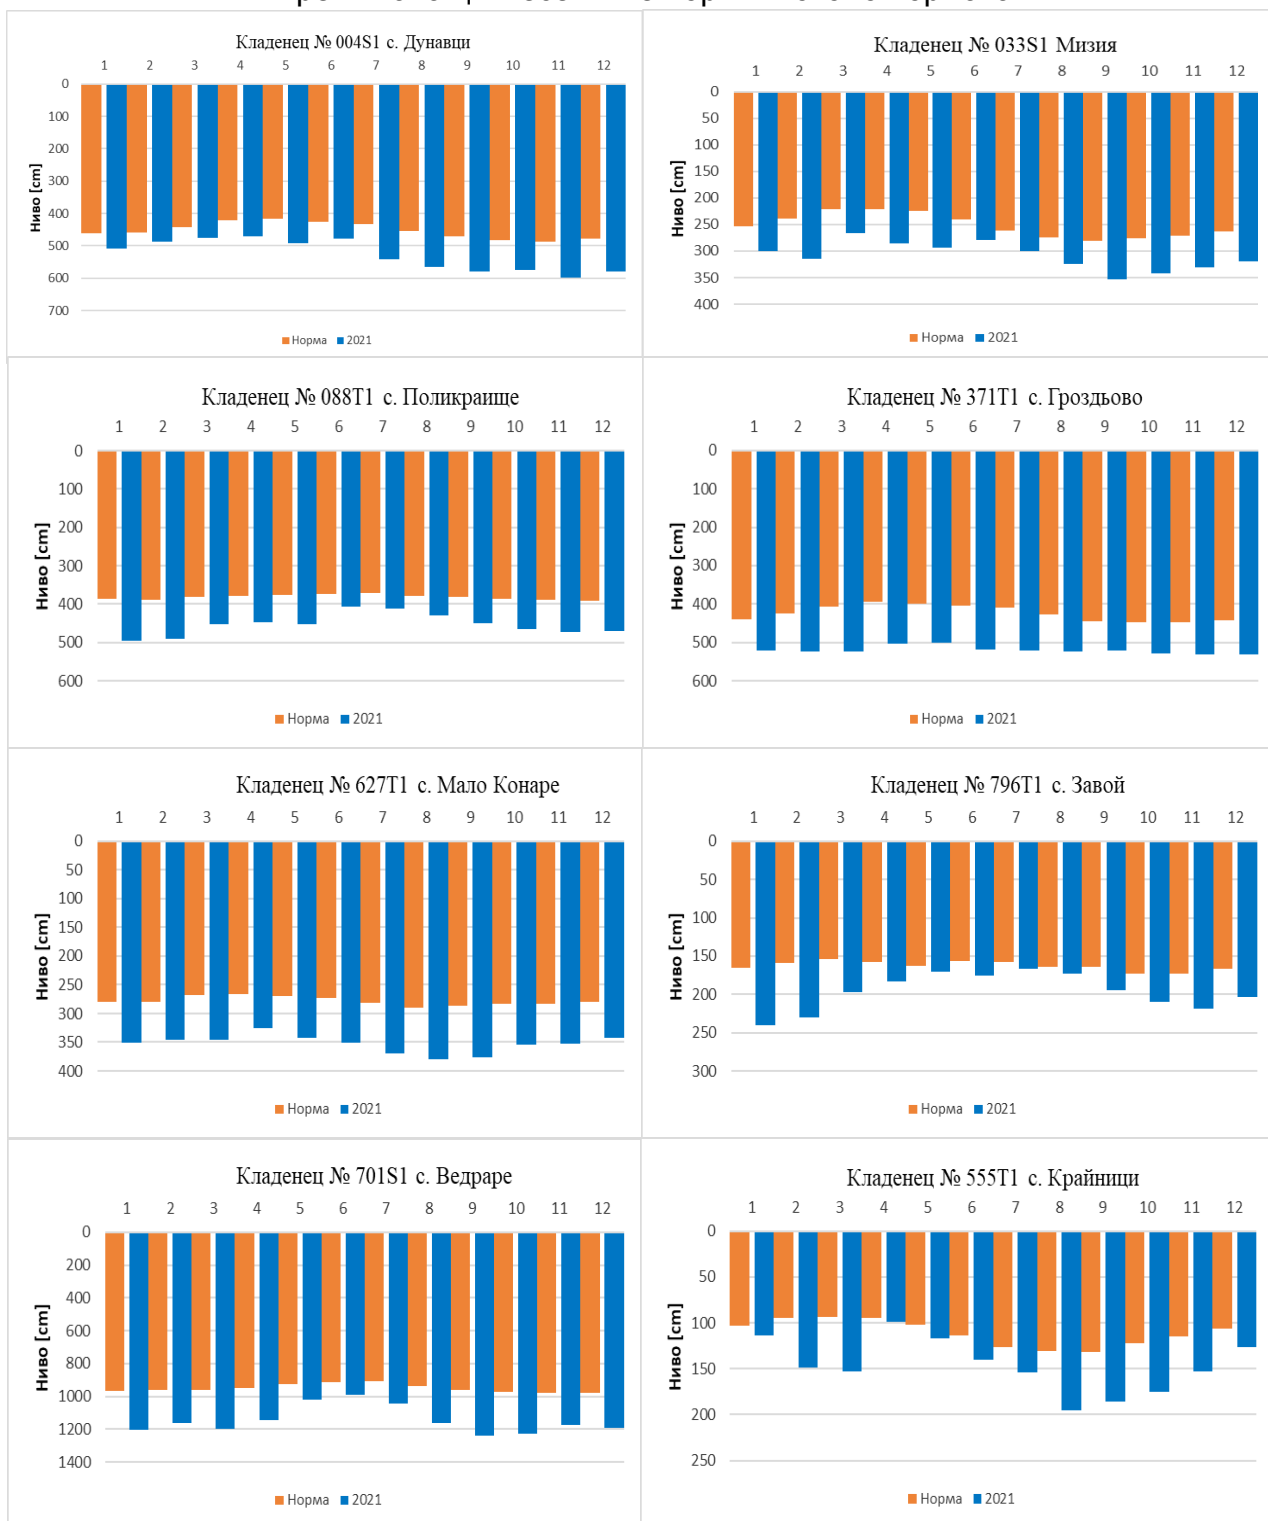 Кладенец № 004S1 с. Дунавци
1 2 3 4 5 6 7 8 9 10 11 12
0
100
200
300
400
500
600
700
Ниво [cm]
Норма 2021
Кладенец № 033S1 Мизия
1 2 3 4 5 6 7 8 9 10 11 12
0
50
100
150
200
250
300
350
400
Ниво [cm]
Норма 2021
Кладенец № 088T1 с. Поликраище
1 2 3 4 5 6 7 8 9 10 11 12
0
100
200
300
400
500
600
Ниво [cm]
Норма 2021
Кладенец № 371T1 с. Гроздьово
1 2 3 4 5 6 7 8 9 10 11 12
0
100
200
300
400
500
600
Ниво [cm]
Норма 2021
Кладенец № 627T1 с. Мало Конаре
1 2 3 4 5 6 7 8 9 10 11 12
0
50
100
150
200
250
300
350
400
Ниво [cm]
Норма 2021
Кладенец № 796T1 с. Завой
1 2 3 4 5 6 7 8 9 10 11 12
0
50
100
150
200
250
300
Ниво [cm]
Норма 2021
Кладенец № 701S1 с. Ведраре
1 2 3 4 5 6 7 8 9 10 11 12
0
200
400
600
800
1000
1200
1400
Ниво [cm]
Норма 2021
Кладенец № 555T1 с. Крайници
1 2 3 4 5 6 7 8 9 10 11 12
0
50
100
150
200
250
Ниво [cm]
Норма 2021